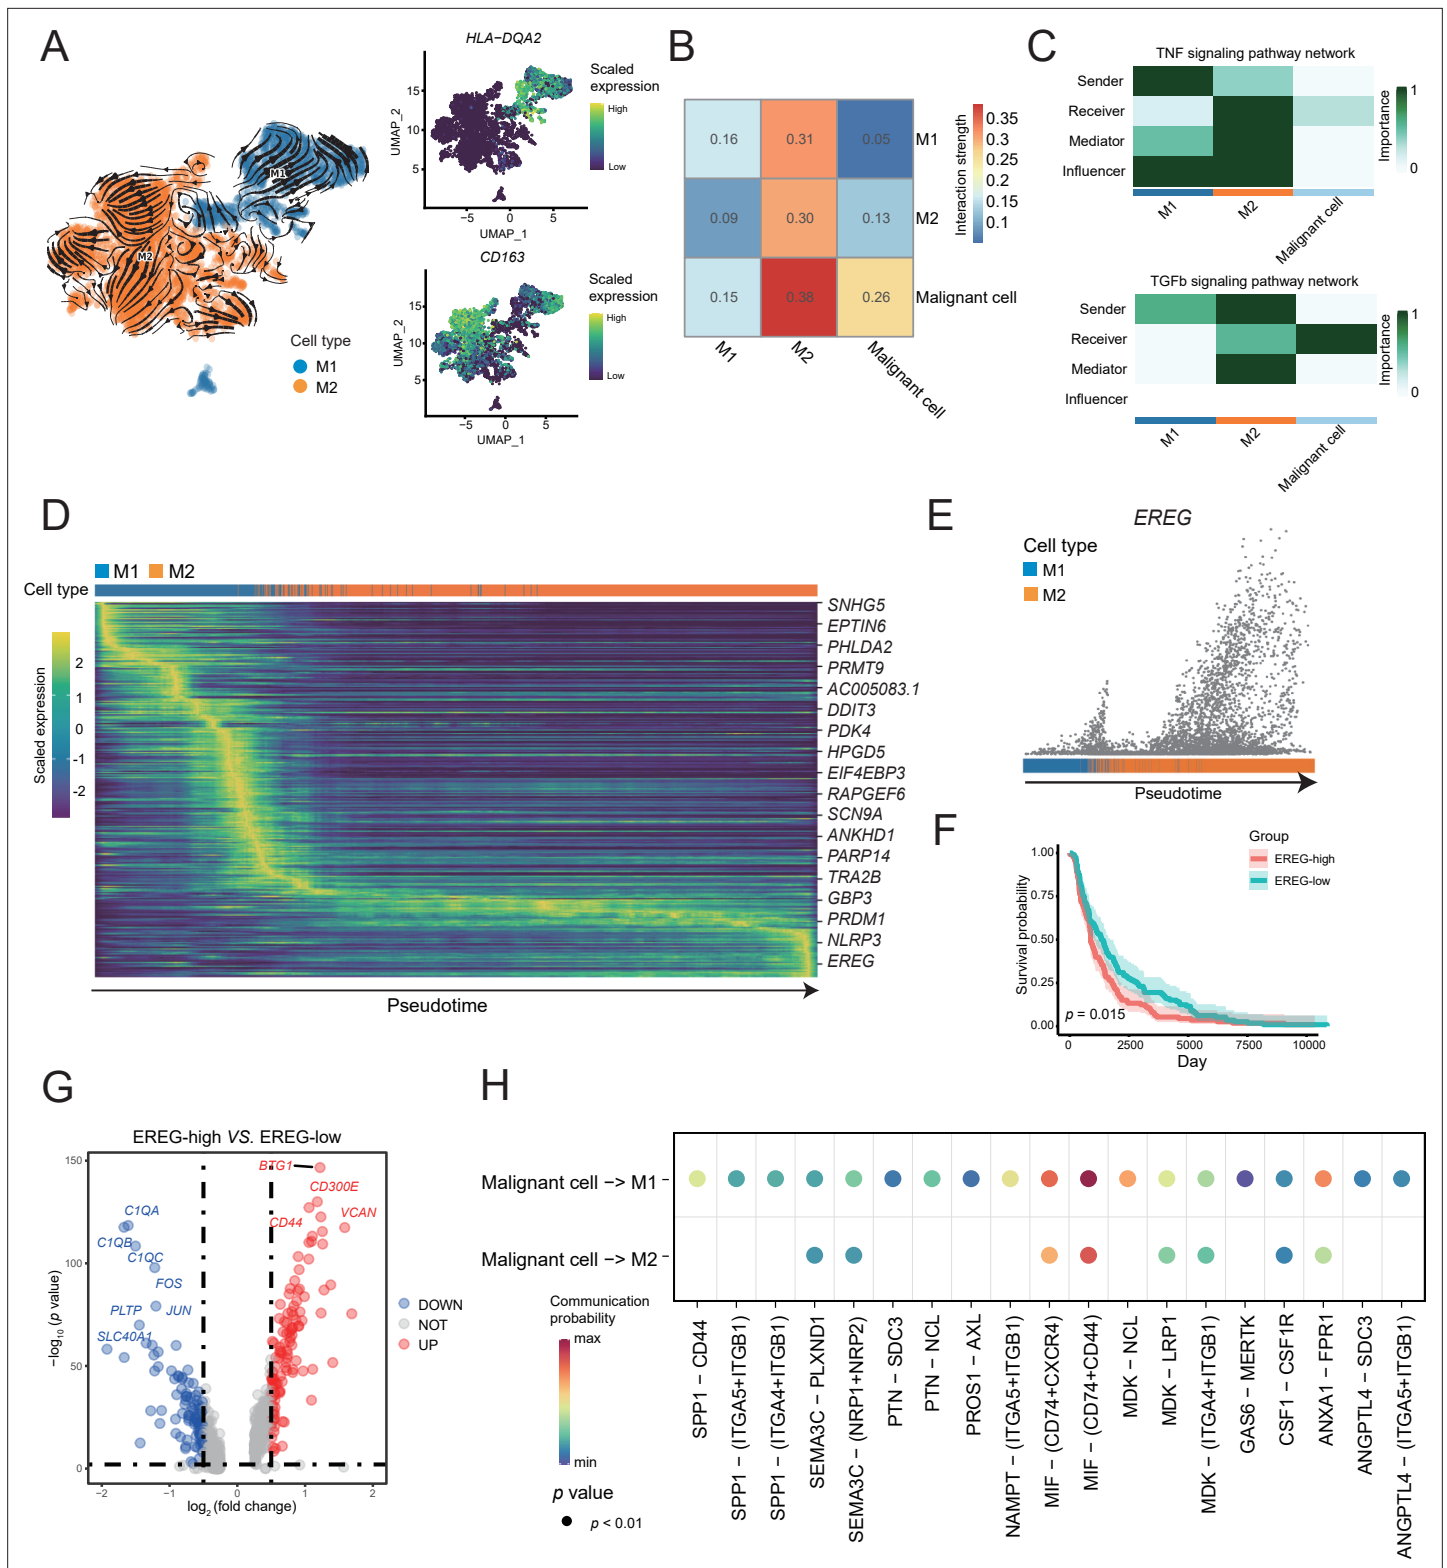 A
HLA−DQA2
UMAP_2
15
10
5
−5
0
5
UMAP_1
Scaled
expression
High
Low
M1
M2
Cell type
M1
M2
CD163
UMAP_2
15
10
5
−5
0
5
UMAP_1
Scaled
expression
High
Low
B
0.16
0.31
0.05
M1
0.09
0.30
0.13
M2
0.15
0.38
0.26
Malignant cell
M1
M2
Malignant cell
Interaction strength
0.35
0.3
0.25
0.2
0.15
0.1
C
TNF signaling pathway network
Sender
Receiver
Mediator
Influencer
M1
M2
Malignant cell
Importance
1
0
TGFb signaling pathway network
Sender
Receiver
Mediator
Influencer
M1
M2
Malignant cell
Importance
1
0
D
M1
M2
Cell type
Scaled expression
2
1
0
-1
-2
SNHG5
EPTIN6
PHLDA2
PRMT9
AC005083.1
DDIT3
PDK4
HPGD5
EIF4EBP3
RAPGEF6
SCN9A
ANKHD1
PARP14
TRA2B
GBP3
PRDM1
NLRP3
EREG
Pseudotime
E
EREG
Cell type
M1
M2
Pseudotime
F
Group
EREG-high
EREG-low
Survival probability
1.00
0.75
0.50
0.25
0.00
p = 0.015
0
2500
5000
7500
10000
Day
G
EREG-high VS. EREG-low
−log10 (p value)
150
100
50
0
−2
−1
0
1
2
log2 (fold change)
BTG1
CD300E
CD44
VCAN
C1QA
C1QB
C1QC
FOS
PLTP
JUN
SLC40A1
DOWN
NOT
UP
H
Malignant cell −> M1
Malignant cell −> M2
Communication
probability
max
min
p value
p < 0.01
SPP1 − CD44
SPP1 − (ITGA5+ITGB1)
SPP1 − (ITGA4+ITGB1)
SEMA3C − PLXND1
SEMA3C − (NRP1+NRP2)
PTN − SDC3
PTN − NCL
PROS1 − AXL
NAMPT − (ITGA5+ITGB1)
MIF − (CD74+CXCR4)
MIF − (CD74+CD44)
MDK − NCL
MDK − LRP1
MDK − (ITGA4+ITGB1)
GAS6 − MERTK
CSF1 − CSF1R
ANXA1 − FPR1
ANGPTL4 − SDC3
ANGPTL4 − (ITGA5+ITGB1)